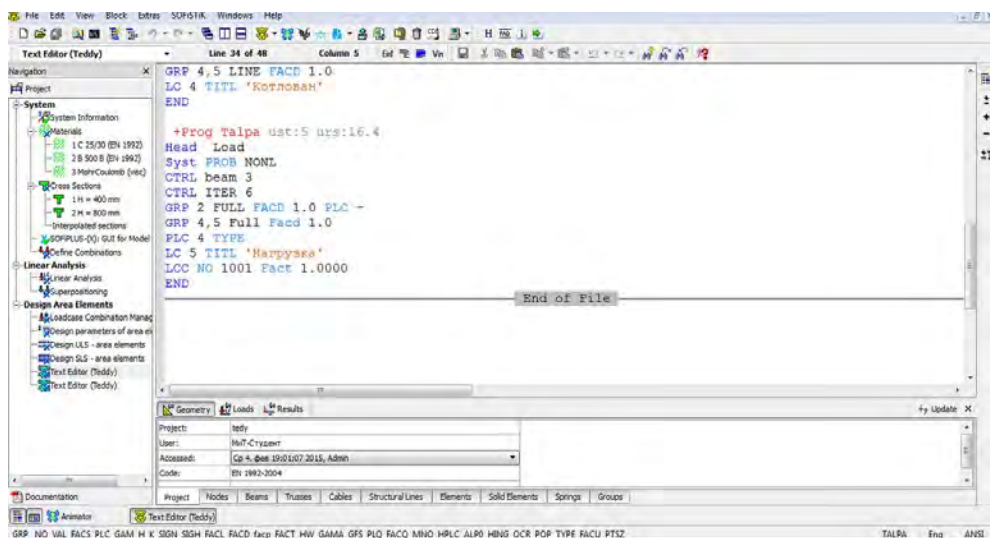 File Edit View Block Extras SOFiSTiK Windows Help
Text Editor (Teddy) Line 34 of 48 Column 5 Ext Vn
Navigation
Project
System
System Information
Materials
1 C 25/30 (EN 1992)
2 B 500 B (EN 1992)
3 MohrCoulomb (vec)
Cross Sections
1 H = 400 mm
2 H = 800 mm
Interpolated sections
SOFiPLUS-(X): GUI for Model
Define Combinations
Linear Analysis
Linear Analysis
Superpositioning
Design Area Elements
Loadcase Combination Manag
Design parameters of area el
Design ULS - area elements
Design SLS - area elements
Text Editor (Teddy)
Text Editor (Teddy)
GRP 4,5 LINE FACD 1.0
LC 4 TITL 'Котлован'
END
+Prog Talpa ust:5 urs:16.4
Head Load
Syst PROB NONL
CTRL beam 3
CTRL ITER 6
GRP 2 FULL FACD 1.0 PLC -
GRP 4,5 Full Facd 1.0
PLC 4 TYPE
LC 5 TITL 'Нагрузка'
LCC NO 1001 Fact 1.0000
END
End of File
Geometry Loads Results Update
Project: tedy
User: МиТ-Студент
Accessed: Ср 4. фев 19:01:07 2015, Admin
Code: EN 1992-2004
Project Nodes Beams Trusses Cables Structural Lines Elements Solid Elements Springs Groups
Documentation
Animator Text Editor (Teddy)
GRP NO VAL FACS PLC GAM H K SIGN SIGH FACL FACD facp FACT HW GAMA GFS PLQ FACQ MNO HPLC ALP0 HING OCR POP TYPE FACU PTSZ TALPA Eng ANSI